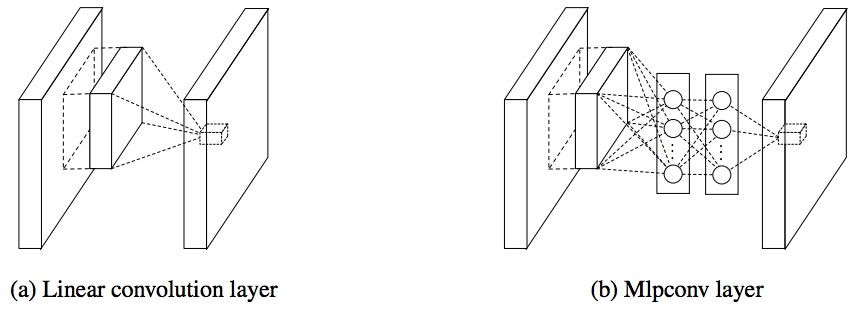 (a) Linear convolution layer
(b) Mlpconv layer